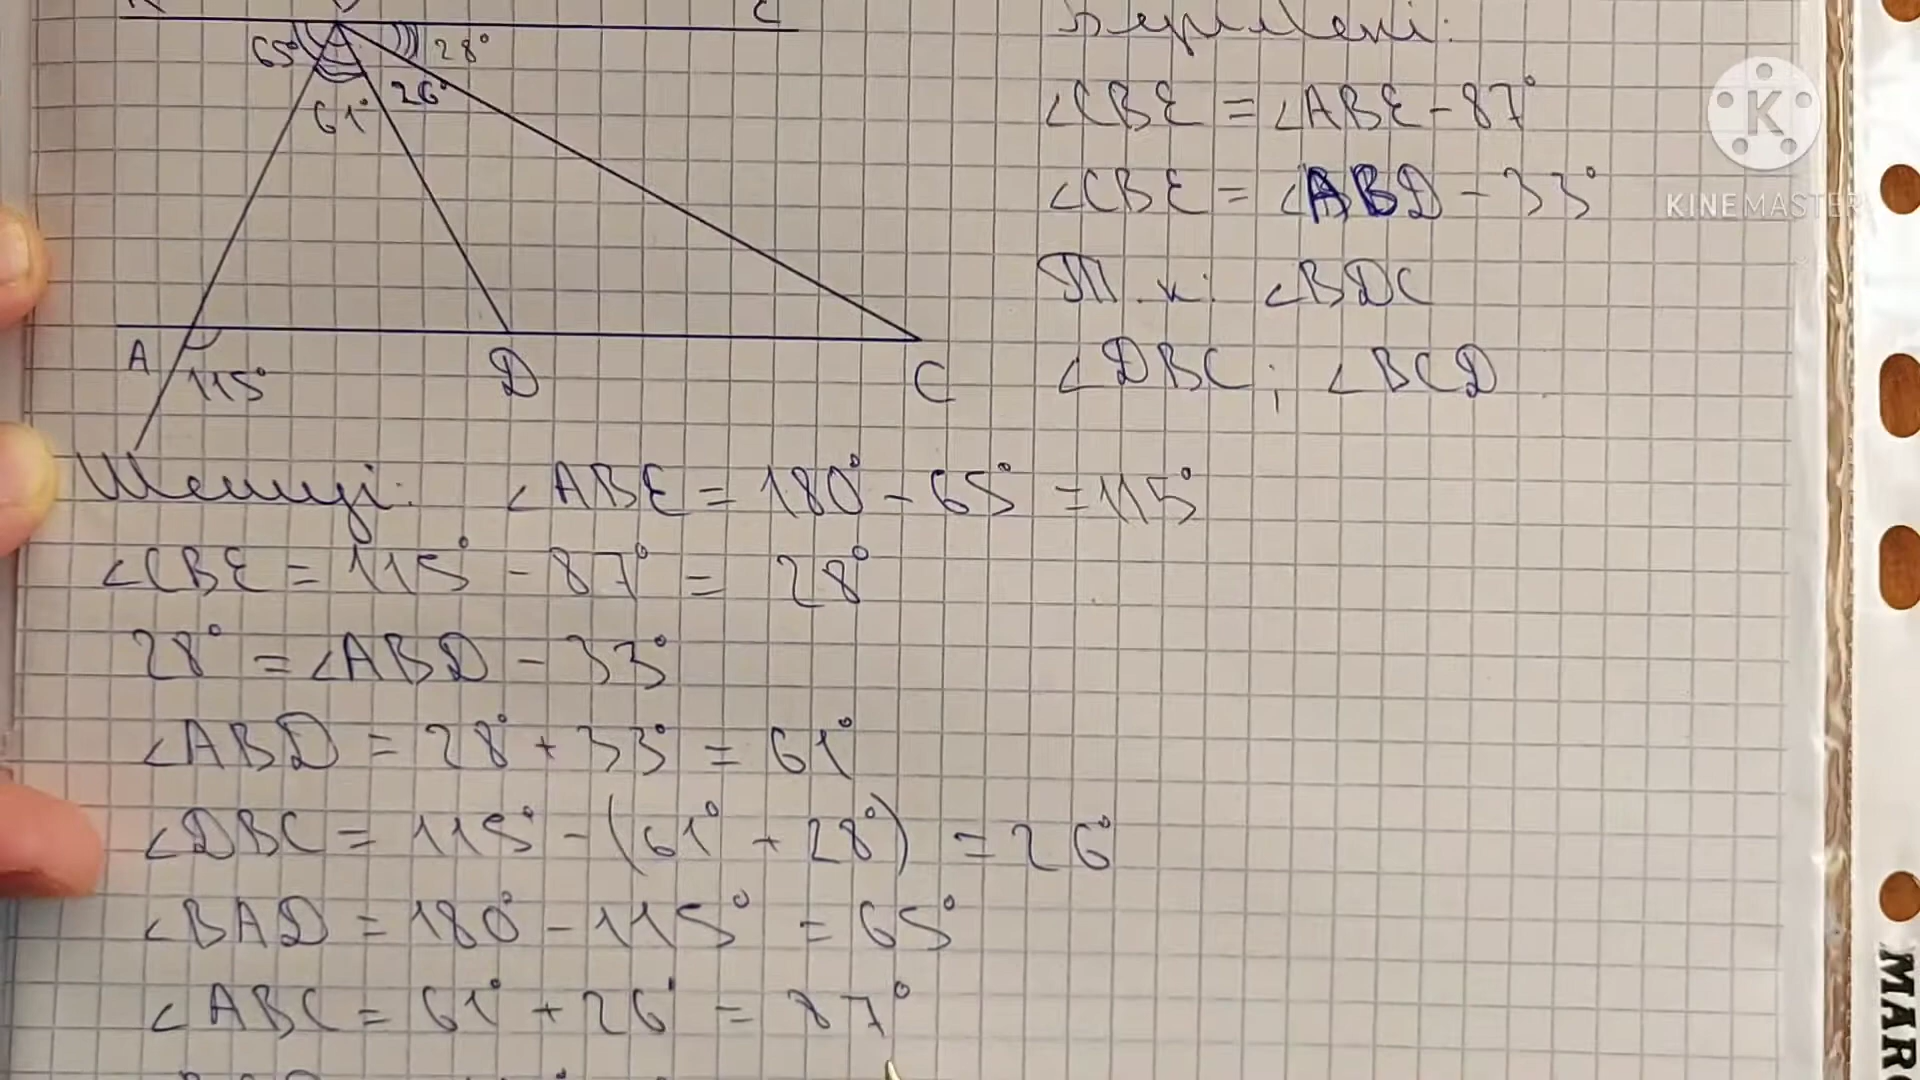 65° 28°
61° 26°
A 115° D C
Берілгені:
∠CBE = ∠ABE - 87°
∠CBE = ∠ABD - 33°
Т.к: ∠BDC
∠DBC; ∠BCD
Шешуі: ∠ABE = 180° - 65° = 115°
∠CBE = 115° - 87° = 28°
28° = ∠ABD - 33°
∠ABD = 28° + 33° = 61°
∠DBC = 115° - (61° + 28°) = 26°
∠BAD = 180° - 115° = 65°
∠ABC = 61° + 26° = 87°
K
KINEMASTER
MARC